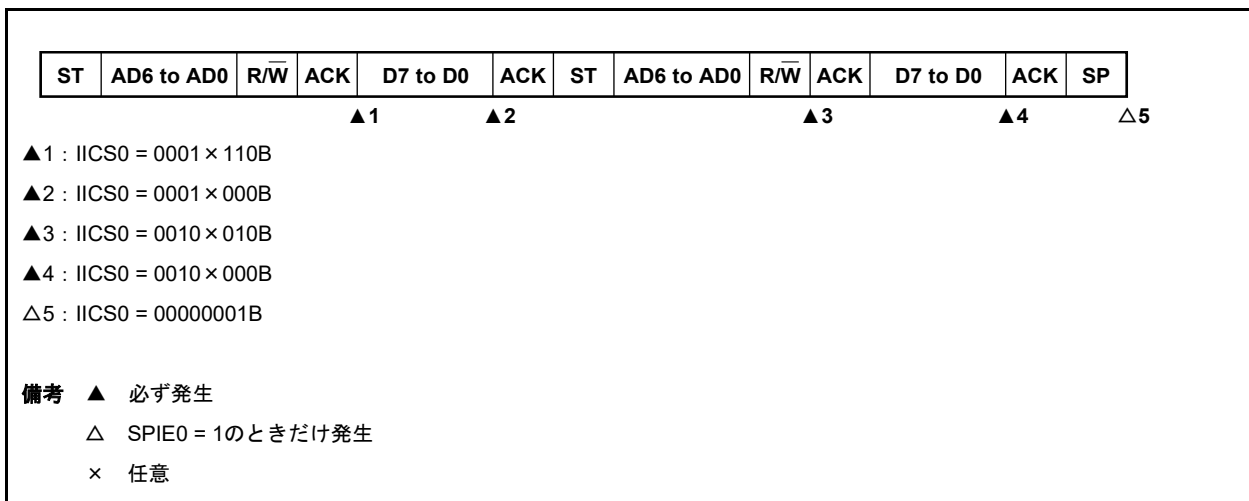 ST AD6 to AD0 R/W̅ ACK D7 to D0 ACK ST AD6 to AD0 R/W̅ ACK D7 to D0 ACK SP
▲1 ▲2 ▲3 ▲4 △5
▲1：IICS0 = 0001×110B
▲2：IICS0 = 0001×000B
▲3：IICS0 = 0010×010B
▲4：IICS0 = 0010×000B
△5：IICS0 = 00000001B
備考 ▲ 必ず発生
△ SPIE0 = 1のときだけ発生
× 任意